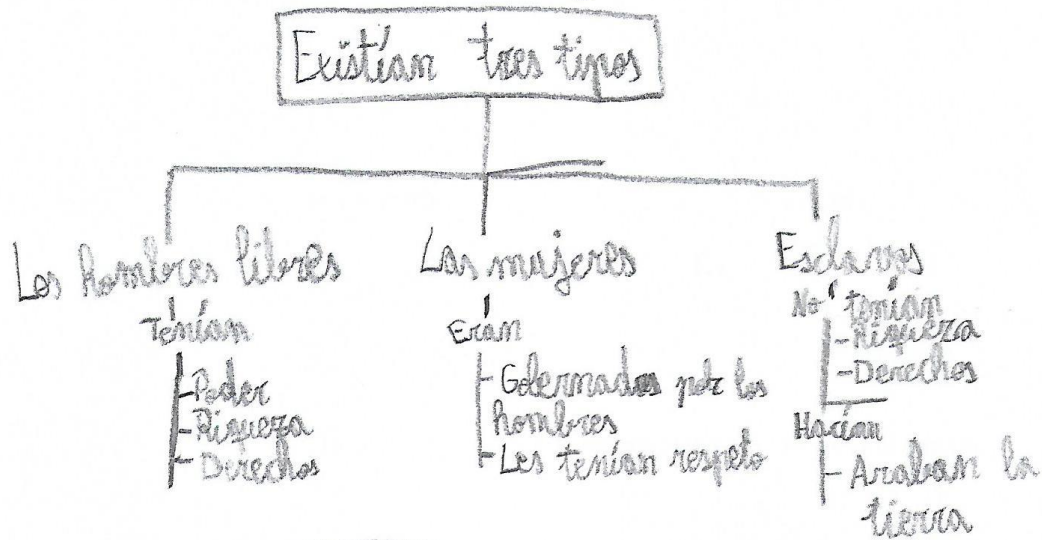 Existían tres tipos
Los hombres libres
Tenían
-Poder
-Riqueza
-Derechos
Las mujeres
Erán
-Gobernadas por los
hombres
-Les tenían respeto
Esclavos
No tenían
-Riqueza
-Derechos
Hacían
-Araban la
tierra